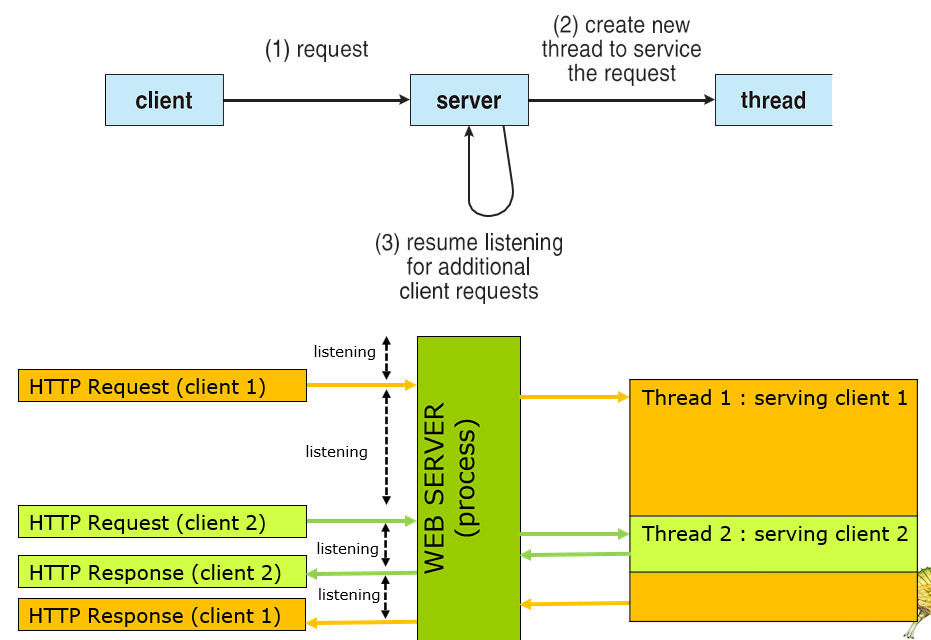 (1) request
(2) create new
thread to service
the request
client
server
thread
(3) resume listening
for additional
client requests
listening
HTTP Request (client 1)
listening
HTTP Request (client 2)
listening
HTTP Response (client 2)
listening
HTTP Response (client 1)
WEB SERVER
(process)
Thread 1 : serving client 1
Thread 2 : serving client 2